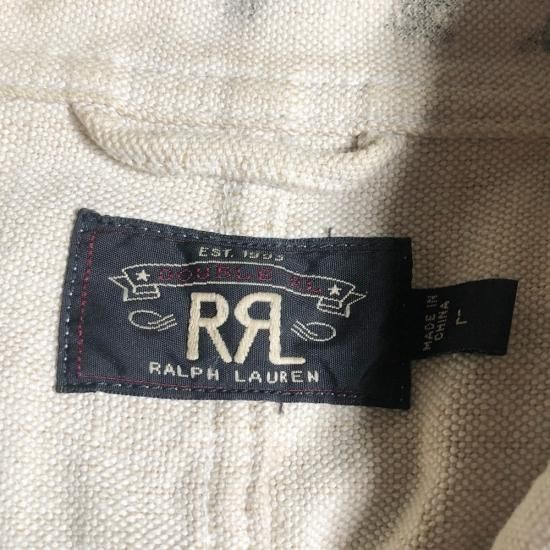 EST. 1993
DOUBLE RL
RRL
RALPH LAUREN
MADE IN
CHINA
L